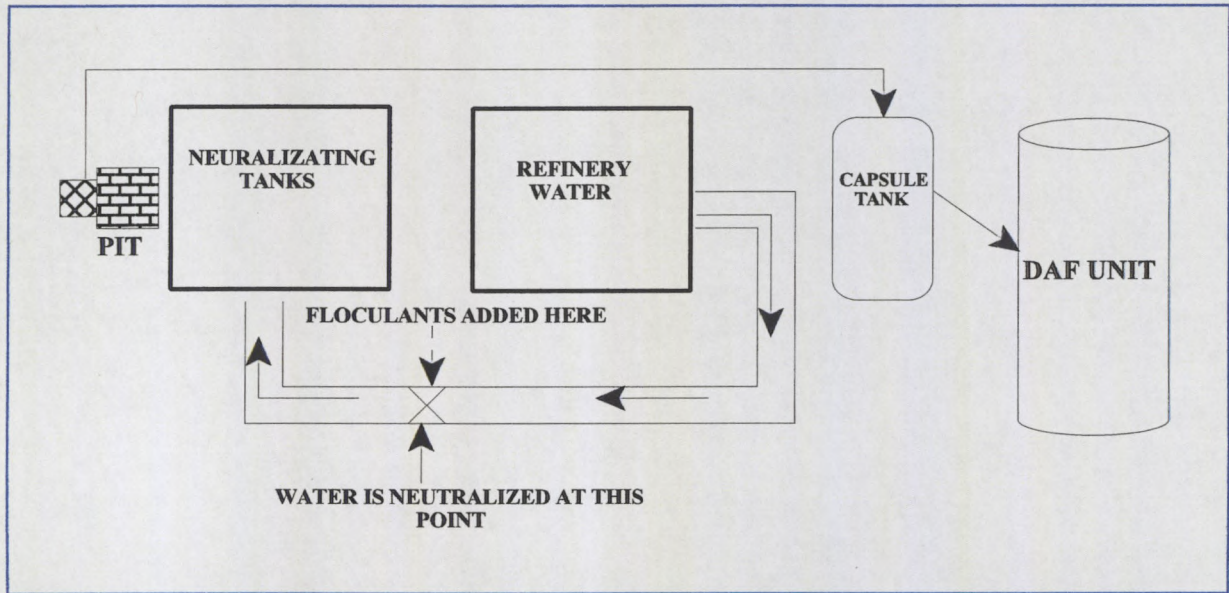 NEURALIZATING
TANKS
REFINERY
WATER
CAPSULE
TANK
PIT
DAF UNIT
FLOCULANTS ADDED HERE
WATER IS NEUTRALIZED AT THIS
POINT